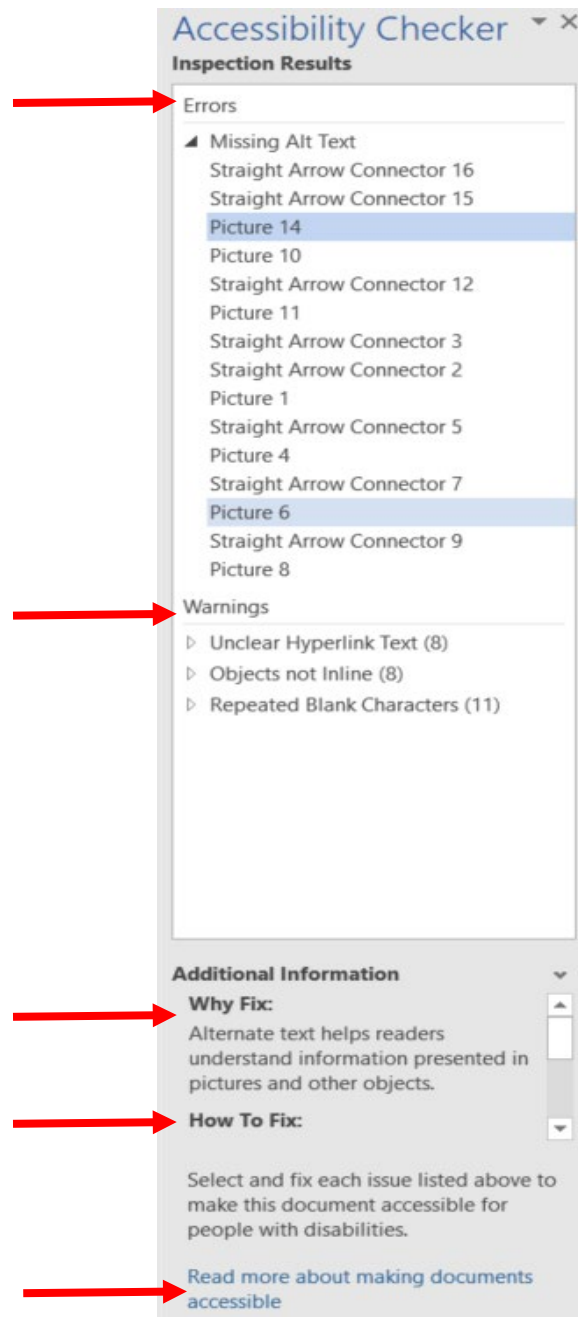 Accessibility Checker
Inspection Results
Errors
Missing Alt Text
Straight Arrow Connector 16
Straight Arrow Connector 15
Picture 14
Picture 10
Straight Arrow Connector 12
Picture 11
Straight Arrow Connector 3
Straight Arrow Connector 2
Picture 1
Straight Arrow Connector 5
Picture 4
Straight Arrow Connector 7
Picture 6
Straight Arrow Connector 9
Picture 8
Warnings
Unclear Hyperlink Text (8)
Objects not Inline (8)
Repeated Blank Characters (11)
Additional Information
Why Fix:
Alternate text helps readers
understand information presented in
pictures and other objects.
How To Fix:
Select and fix each issue listed above to
make this document accessible for
people with disabilities.
Read more about making documents
accessible